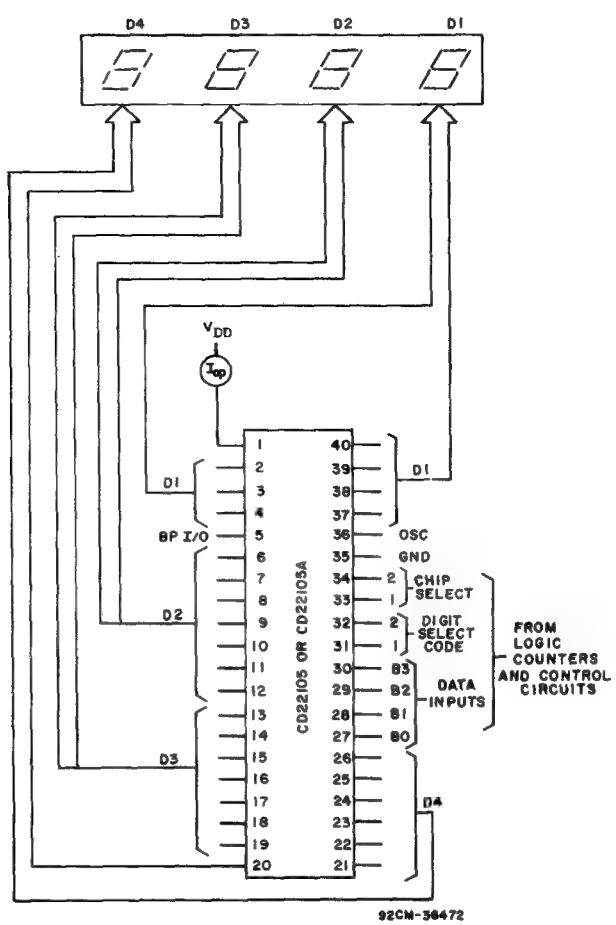 D4 D3 D2 D1
VDD
Iop
1 40
2 39
D1 3 38 D1
4 37
BP I/O 5 36 OSC
6 35 GND
7 34 2 CHIP
8 33 1 SELECT
D2 9 32 2 DIGIT
SELECT
10 31 1 CODE
11 30 B3
12 29 B2 DATA
INPUTS
13 28 B1
14 27 B0
FROM
LOGIC
COUNTERS
AND CONTROL
CIRCUITS
CD22105 OR CD22105A
D3 15 26
16 25
17 24 D4
18 23
19 22
20 21
92CM-36472